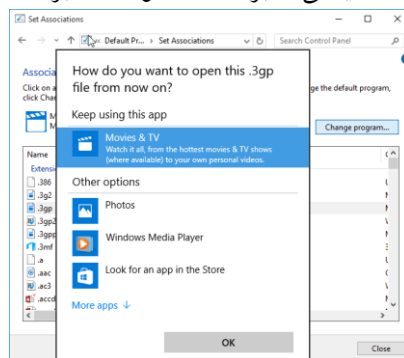 Set Associations
Default Pr... › Set Associations
Search Control Panel
How do you want to open this .3gp
file from now on?
Keep using this app
Movies & TV
Watch it all, from the hottest movies & TV shows
(where available) to your own personal videos.
Other options
Photos
Windows Media Player
Look for an app in the Store
More apps
OK
Associa
Click on a
ge the default program,
click Char
Change program...
Name
Extensi
.386
.3g2
.3gp
.3gp2
.3gpp
.3mf
.a
.aac
.ac3
.accd
Close